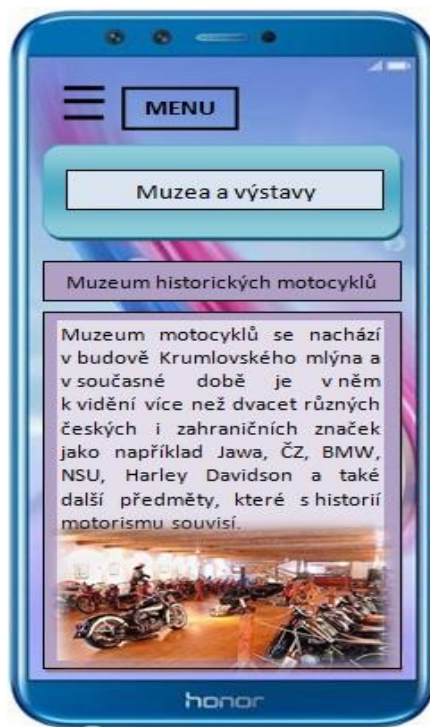 MENU
Muzea a výstavy
Muzeum historických motocyklů
Muzeum motocyklů se nachází
v budově Krumlovského mlýna a
v současné době je v něm
k vidění více než dvacet různých
českých i zahraničních značek
jako například Jawa, ČZ, BMW,
NSU, Harley Davidson a také
další předměty, které s historií
motorismu souvisí.
honor